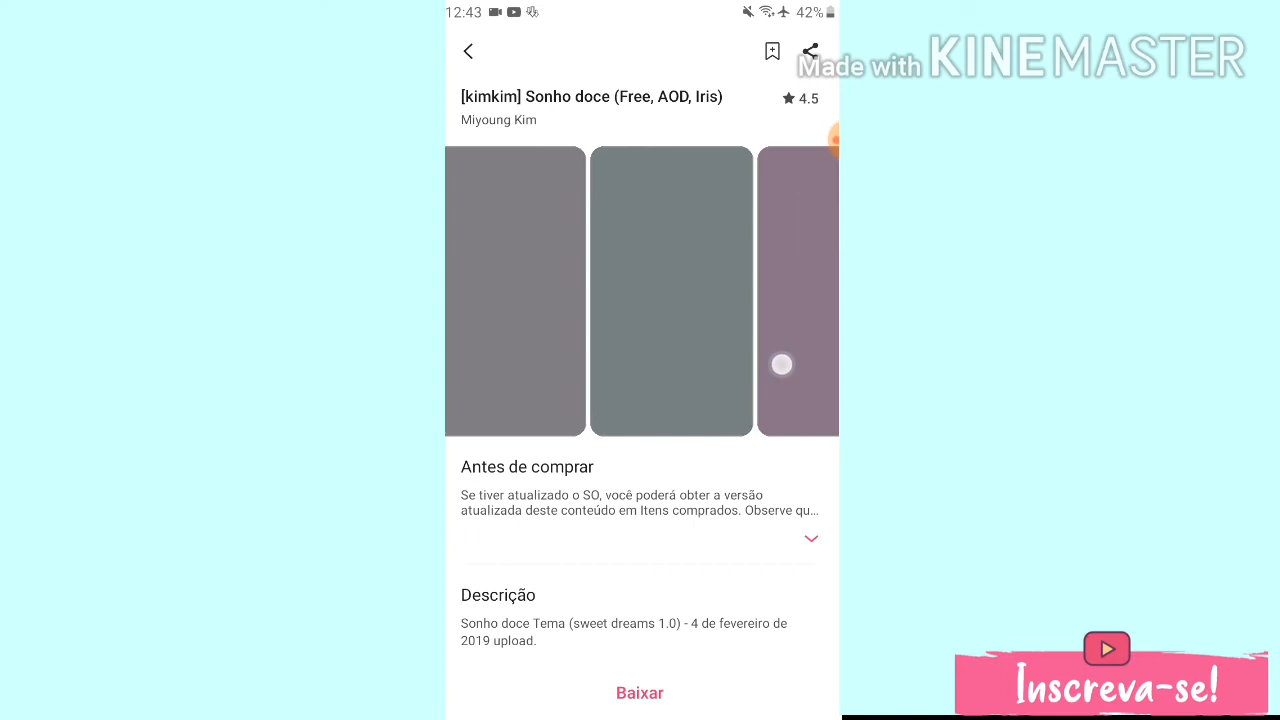 12:43
42%
Made with KINEMASTER
[kimkim] Sonho doce (Free, AOD, Iris)
4.5
Miyoung Kim
Antes de comprar
Se tiver atualizado o SO, você poderá obter a versão
atualizada deste conteúdo em Itens comprados. Observe qu...
Descrição
Sonho doce Tema (sweet dreams 1.0) - 4 de fevereiro de
2019 upload.
Baixar
Inscreva-se!